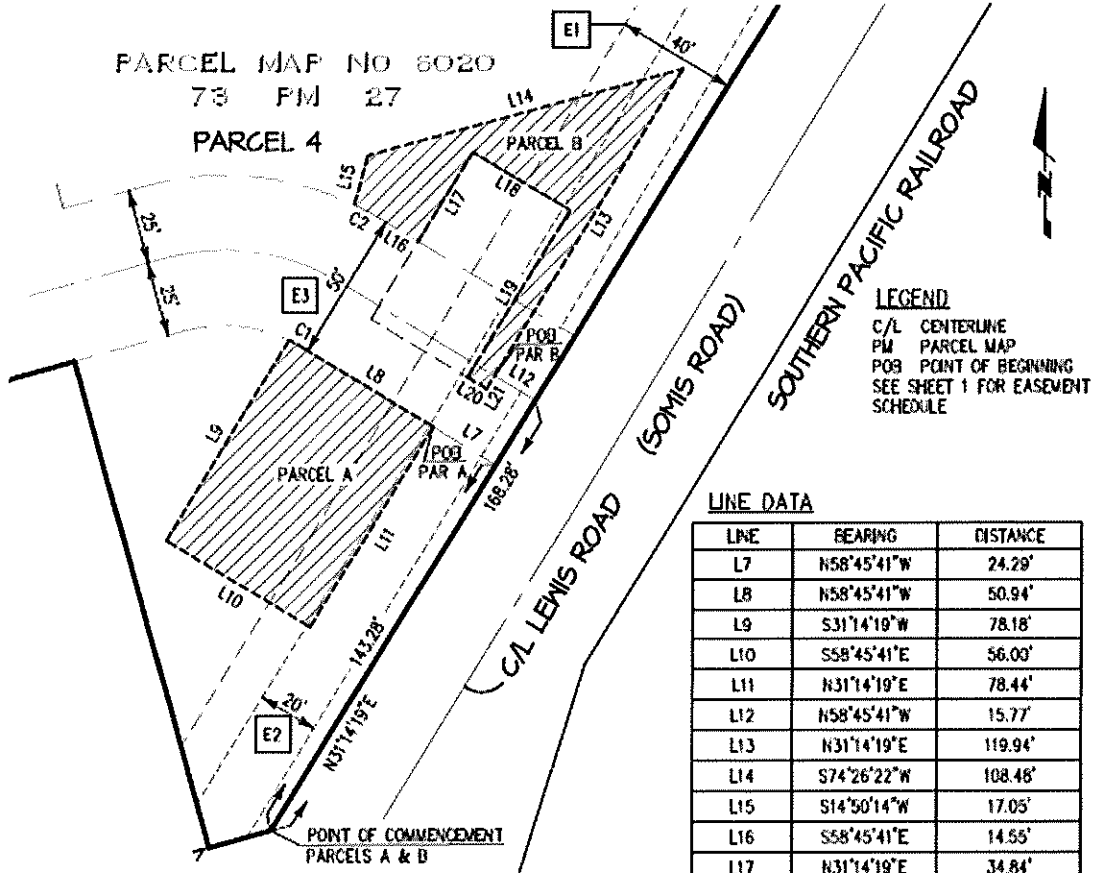 PARCEL MAP NO 6020
73 PM 27
PARCEL 4
E1
40'
L14
PARCEL B
L15
L18
L17
C2
L16
L13
25'
25'
50'
E3
L19
C1
POB
PAR B
L12
L20
L21
L8
L7
L9
POB
PAR A
PARCEL A
168.28'
L11
L10
143.28'
20'
E2
N31°14'19"E
POINT OF COMMENCEMENT
PARCELS A & B
C/L LEWIS ROAD (SOMIS ROAD)
SOUTHERN PACIFIC RAILROAD
N
LEGEND
C/L CENTERLINE
PM PARCEL MAP
POB POINT OF BEGINNING
SEE SHEET 1 FOR EASEMENT
SCHEDULE
LINE DATA
LINE BEARING DISTANCE
L7 N58°45'41"W 24.29'
L8 N58°45'41"W 50.94'
L9 S31°14'19"W 78.18'
L10 S58°45'41"E 56.00'
L11 N31°14'19"E 78.44'
L12 N58°45'41"W 15.77'
L13 N31°14'19"E 119.94'
L14 S74°26'22"W 108.48'
L15 S14°50'14"W 17.05'
L16 S58°45'41"E 14.55'
L17 N31°14'19"E 34.84'